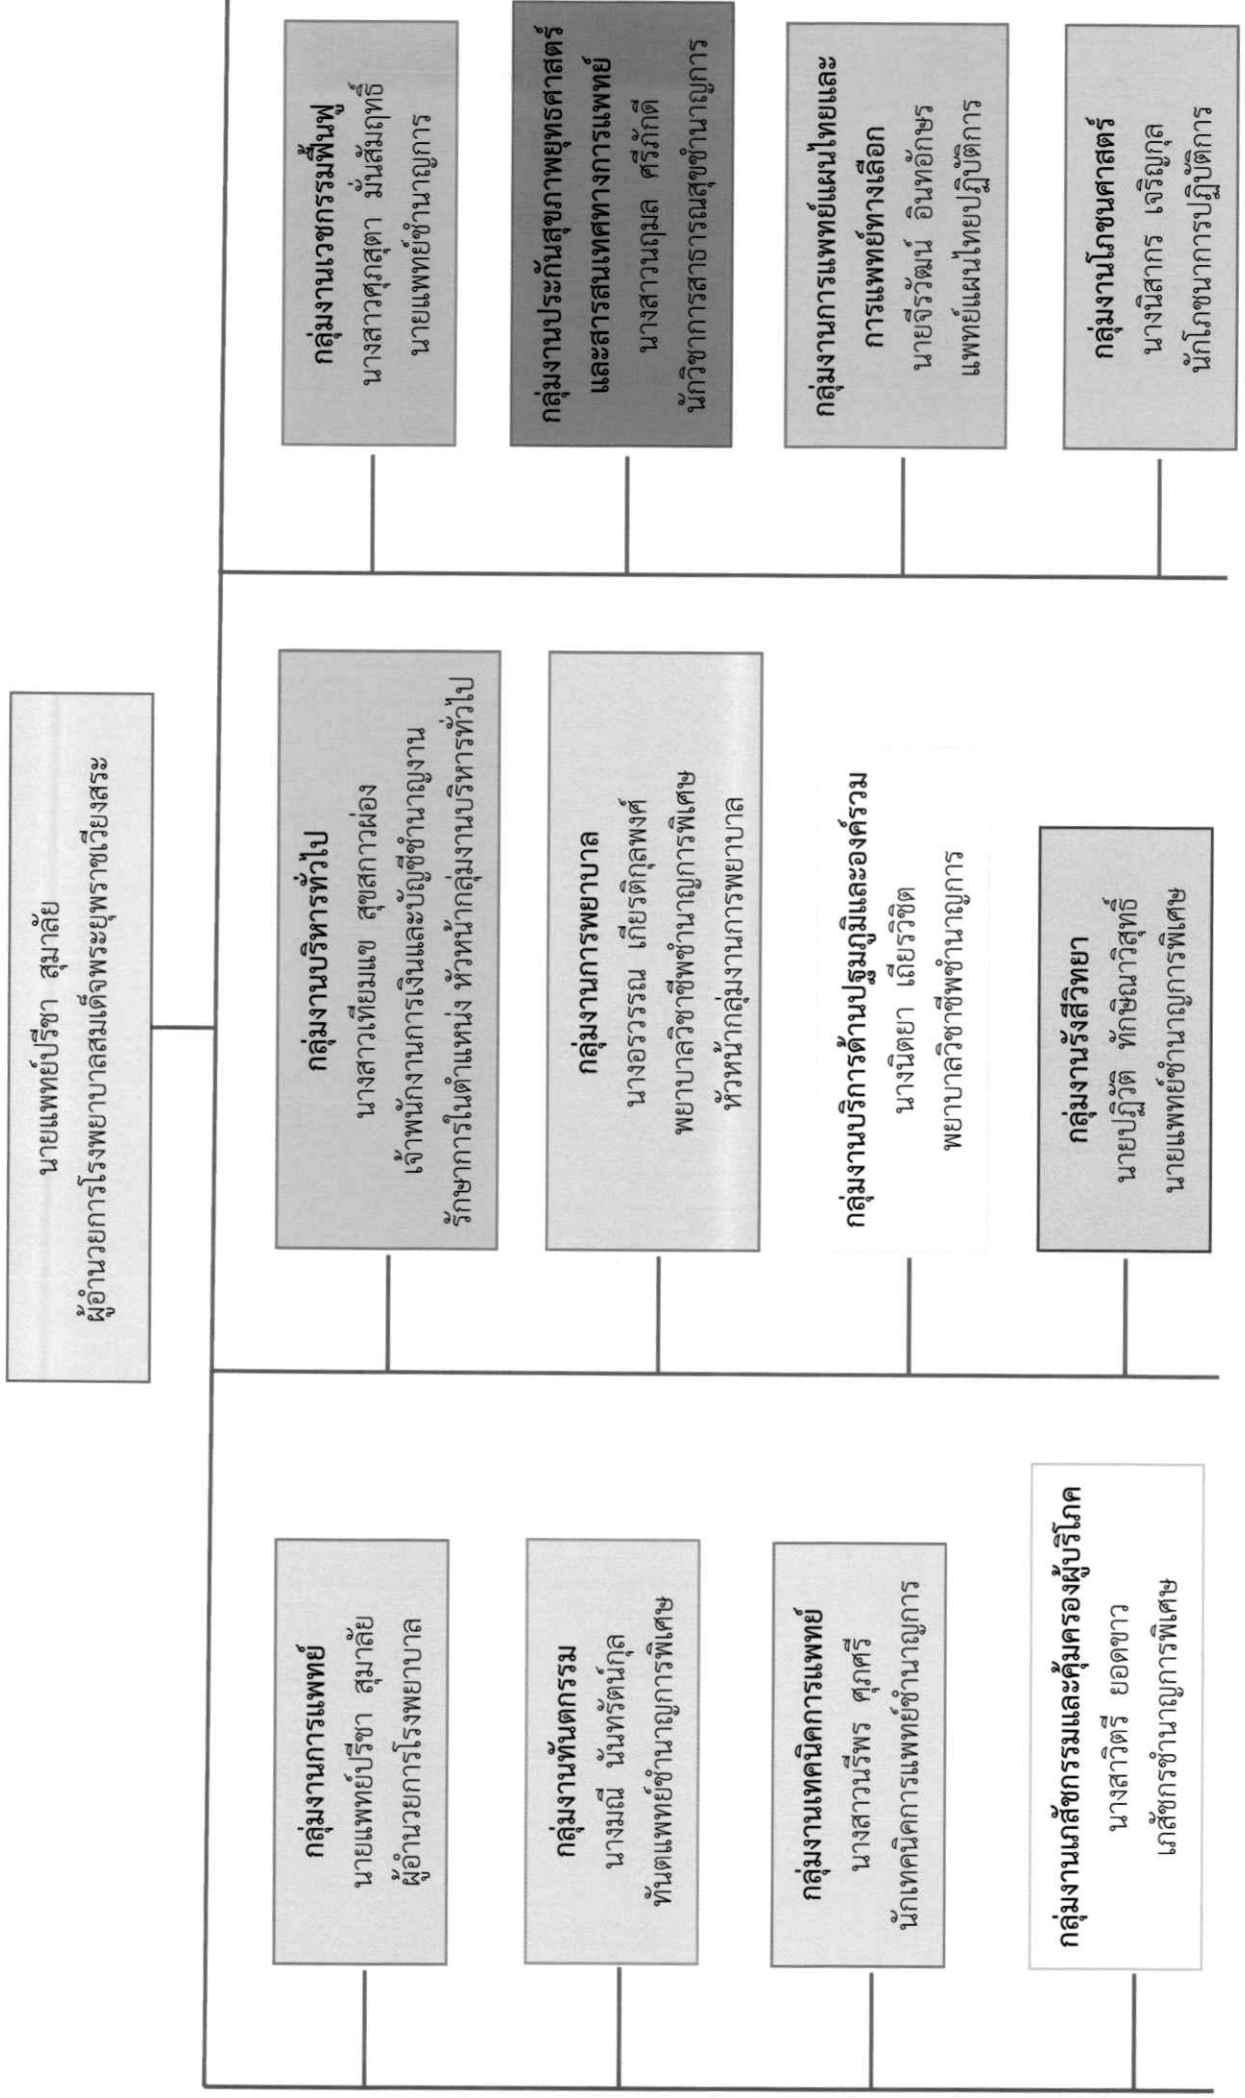 นายแพทย์ปรีชา สุมาลัย
ผู้อำนวยการโรงพยาบาลสมเด็จพระยุพราชเวียงสระ
กลุ่มงานการแพทย์
นายแพทย์ปรีชา สุมาลัย
ผู้อำนวยการโรงพยาบาล
กลุ่มงานทันตกรรม
นางมณี นันทรัตน์กุล
ทันตแพทย์ชำนาญการพิเศษ
กลุ่มงานเทคนิคการแพทย์
นางสาวนรีพร ศุภศรี
นักเทคนิคการแพทย์ชำนาญการ
กลุ่มงานเภสัชกรรมและคุ้มครองผู้บริโภค
นางสาวิตรี ยอดขาว
เภสัชกรชำนาญการพิเศษ
กลุ่มงานบริหารทั่วไป
นางสาวเทียมแข สุขสกาวผ่อง
เจ้าพนักงานการเงินและบัญชีชำนาญงาน
รักษาการในตำแหน่ง หัวหน้ากลุ่มงานบริหารทั่วไป
กลุ่มงานการพยาบาล
นางอรวรรณ เกียรติกุลพงศ์
พยาบาลวิชาชีพชำนาญการพิเศษ
หัวหน้ากลุ่มงานการพยาบาล
กลุ่มงานบริการด้านปฐมภูมิและองค์รวม
นางนิตยา เถียรวิชิต
พยาบาลวิชาชีพชำนาญการ
กลุ่มงานรังสีวิทยา
นายปฏิวัติ ทักษิณาวิสุทธิ์
นายแพทย์ชำนาญการพิเศษ
กลุ่มงานเวชกรรมฟื้นฟู
นางสาวศุภสุตา มั่นสัมฤทธิ์
นายแพทย์ชำนาญการ
กลุ่มงานประกันสุขภาพยุทธศาสตร์
และสารสนเทศทางการแพทย์
นางสาวนฤมล ศรีภักดี
นักวิชาการสาธารณสุขชำนาญการ
กลุ่มงานการแพทย์แผนไทยและ
การแพทย์ทางเลือก
นายจีรวัฒน์ อินทอักษร
แพทย์แผนไทยปฏิบัติการ
กลุ่มงานโภชนศาสตร์
นางนิสากร เจริญกุล
นักโภชนาการปฏิบัติการ